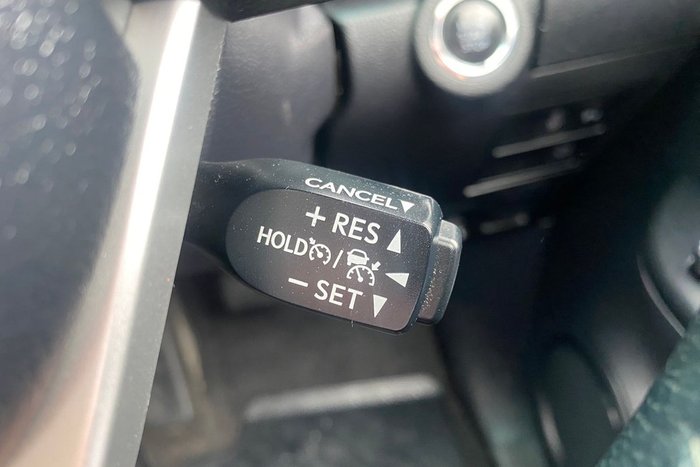 CANCEL
+ RES
HOLD /
- SET